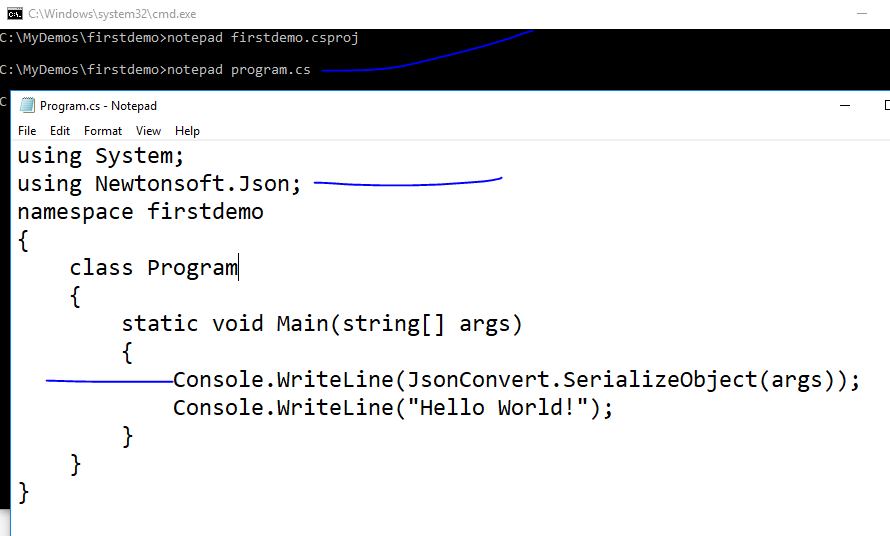 C:\Windows\system32\cmd.exe
C:\MyDemos\firstdemo>notepad firstdemo.csproj
C:\MyDemos\firstdemo>notepad program.cs
C
Program.cs - Notepad
File Edit Format View Help
using System;
using Newtonsoft.Json;
namespace firstdemo
{
    class Program
    {
        static void Main(string[] args)
        {
            Console.WriteLine(JsonConvert.SerializeObject(args));
            Console.WriteLine("Hello World!");
        }
    }
}